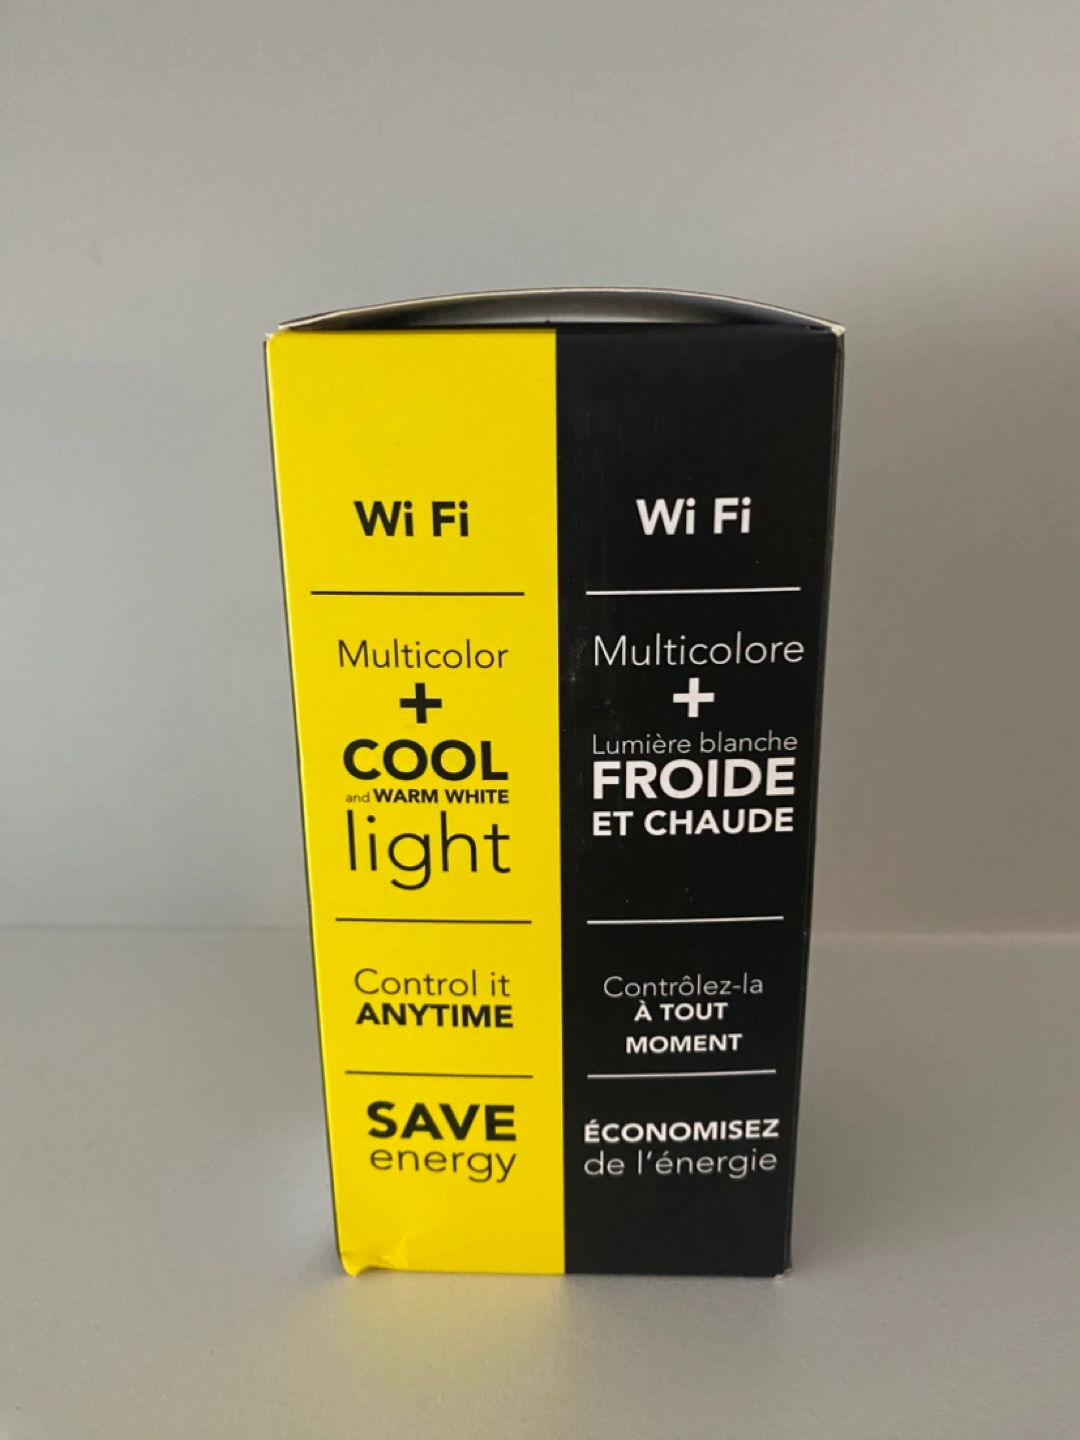 Wi Fi
Multicolor
+
COOL
and WARM WHITE
light
Control it
ANYTIME
SAVE
energy
Wi Fi
Multicolore
+
Lumière blanche
FROIDE
ET CHAUDE
Contrôlez-la
À TOUT
MOMENT
ÉCONOMISEZ
de l'énergie